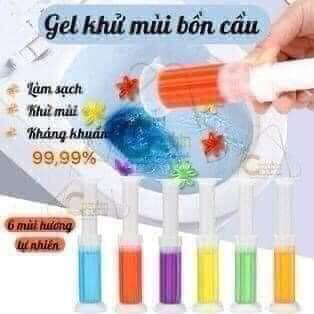 Gel khử mùi bồn cầu
Làm sạch
Khử mùi
Kháng khuẩn
99,99%
6 mùi hương
tự nhiên